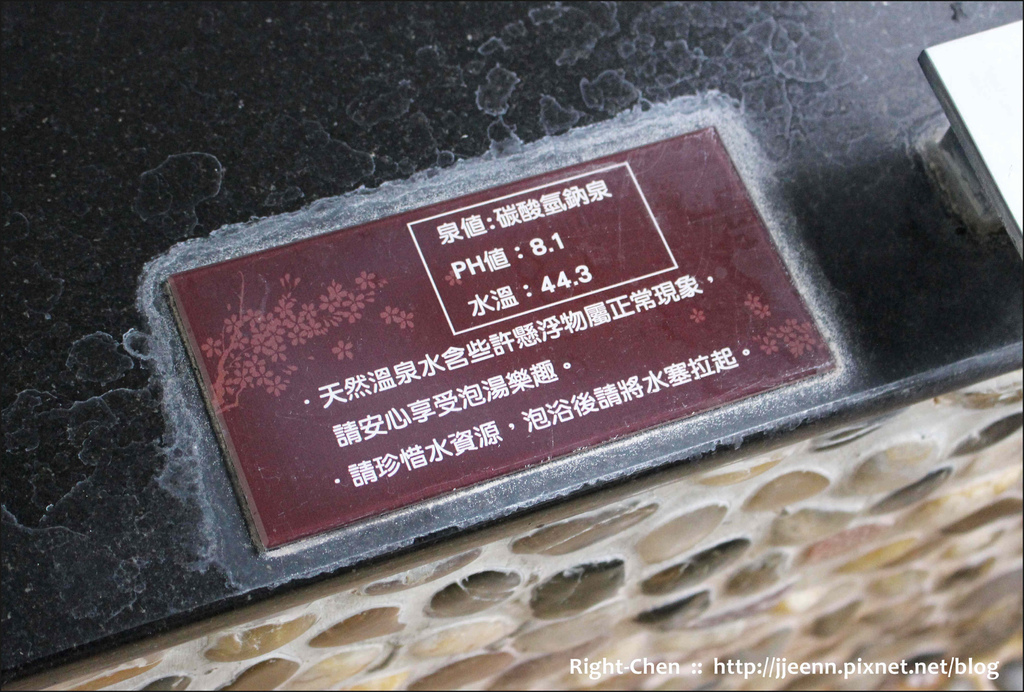 泉值:碳酸氫鈉泉
PH值：8.1
水溫：44.3
·天然溫泉水含些許懸浮物屬正常現象，
請安心享受泡湯樂趣。
·請珍惜水資源，泡浴後請將水塞拉起。
Right-Chen :: http://jjeenn.pixnet.net/blog